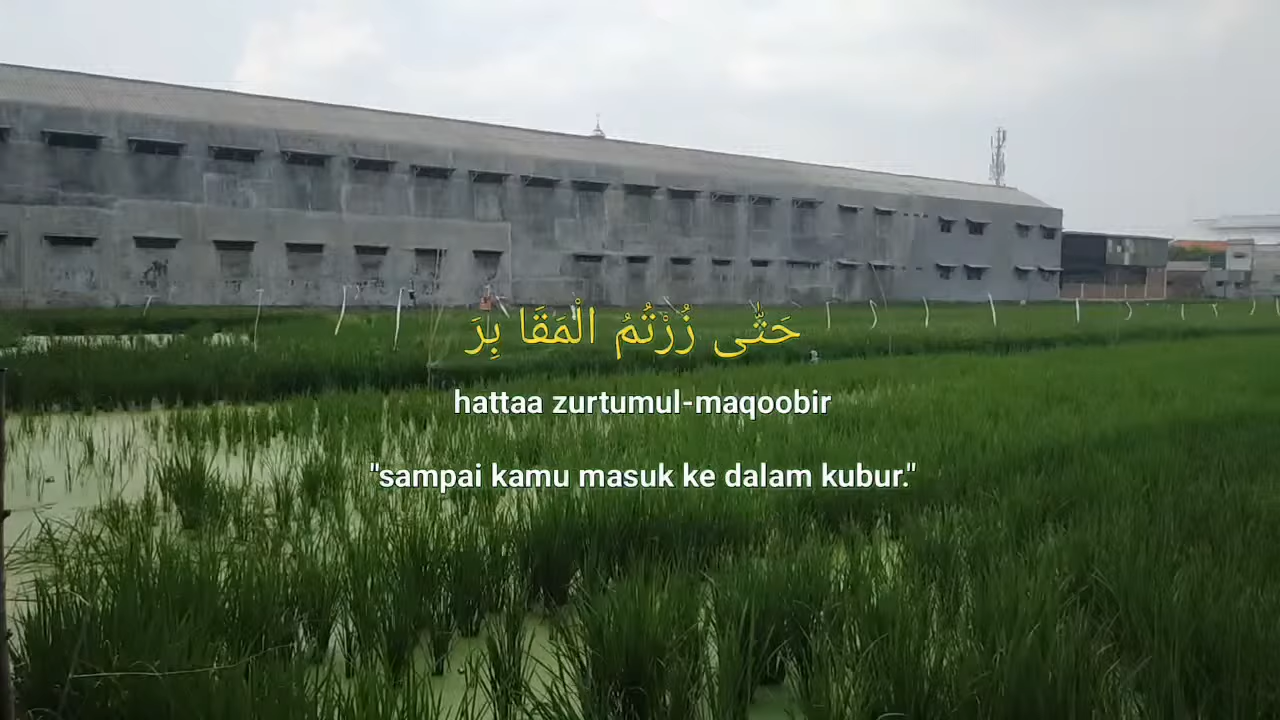 حَتّٰى زُرْتُمُ الْمَقَا بِرَ
hattaa zurtumul-maqoobir
"sampai kamu masuk ke dalam kubur."